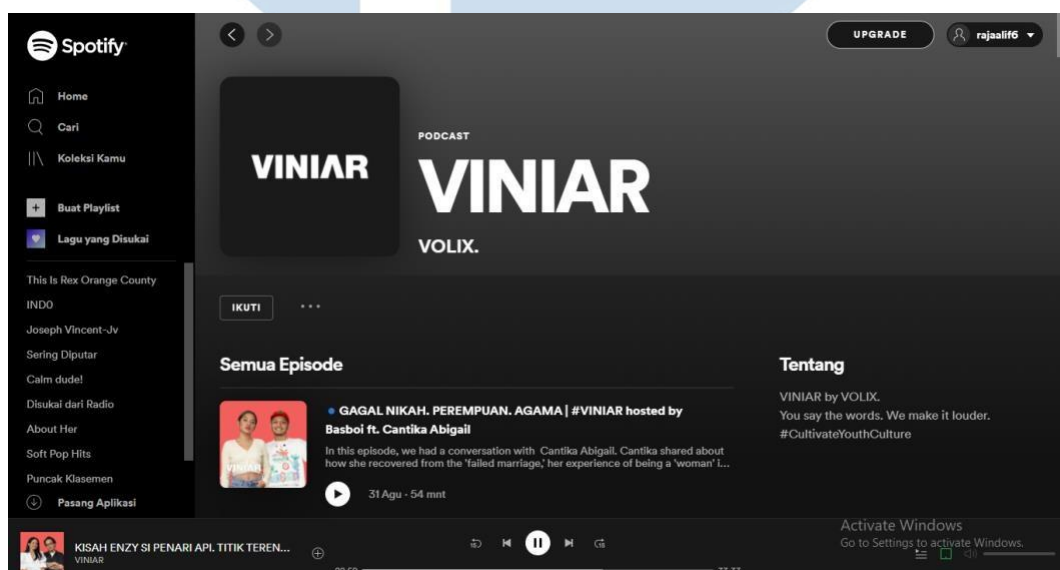 Spotify
Home
Cari
Koleksi Kamu
Buat Playlist
Lagu yang Disukai
This Is Rex Orange County
INDO
Joseph Vincent-Jv
Sering Diputar
Calm dude!
Disukai dari Radio
About Her
Soft Pop Hits
Puncak Klasemen
Pasang Aplikasi
UPGRADE
rajaalif6
VINIAR
PODCAST
VINIAR
VOLIX.
IKUTI
Semua Episode
VINIAR
GAGAL NIKAH. PEREMPUAN. AGAMA | #VINIAR hosted by
Basboi ft. Cantika Abigail
In this episode, we had a conversation with Cantika Abigail. Cantika shared about
how she recovered from the 'failed marriage,' her experience of being a 'woman' i...
31 Agu · 54 mnt
Tentang
VINIAR by VOLIX.
You say the words. We make it louder.
#CultivateYouthCulture
KISAH ENZY SI PENARI API. TITIK TEREN...
VINIAR
Activate Windows
Go to Settings to activate Windows.